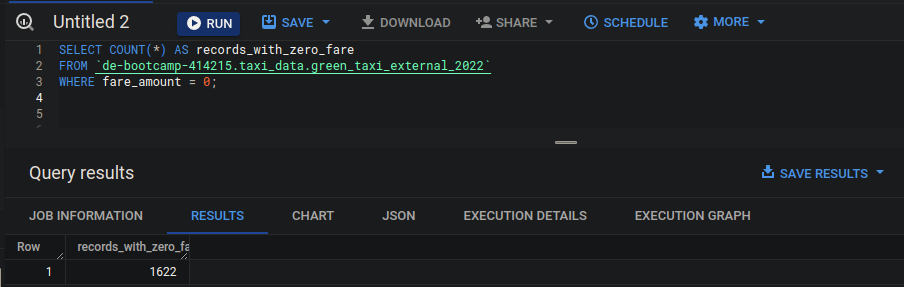 Untitled 2 RUN SAVE DOWNLOAD SHARE SCHEDULE MORE
1 SELECT COUNT(*) AS records_with_zero_fare
2 FROM `de-bootcamp-414215.taxi_data.green_taxi_external_2022`
3 WHERE fare_amount = 0;
4
5
Query results SAVE RESULTS
JOB INFORMATION RESULTS CHART JSON EXECUTION DETAILS EXECUTION GRAPH
Row records_with_zero_fa
1 1622